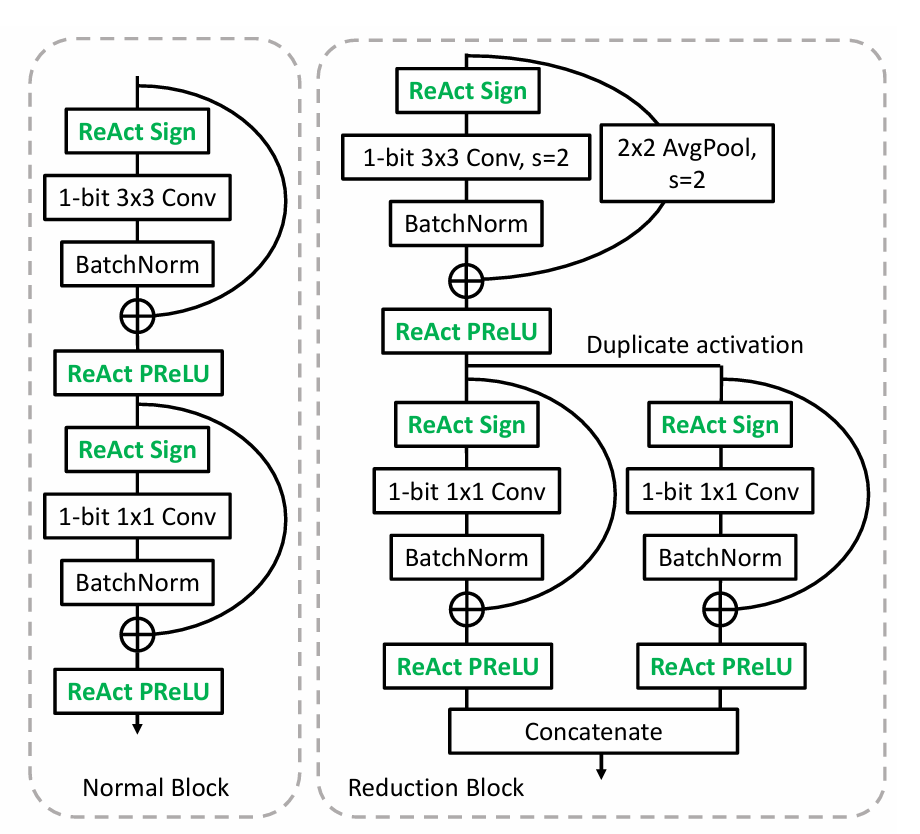 ReAct Sign
1-bit 3x3 Conv
BatchNorm
ReAct PReLU
ReAct Sign
1-bit 1x1 Conv
BatchNorm
ReAct PReLU
Normal Block
ReAct Sign
1-bit 3x3 Conv, s=2
2x2 AvgPool,
s=2
BatchNorm
ReAct PReLU
Duplicate activation
ReAct Sign
1-bit 1x1 Conv
BatchNorm
ReAct PReLU
ReAct Sign
1-bit 1x1 Conv
BatchNorm
ReAct PReLU
Concatenate
Reduction Block